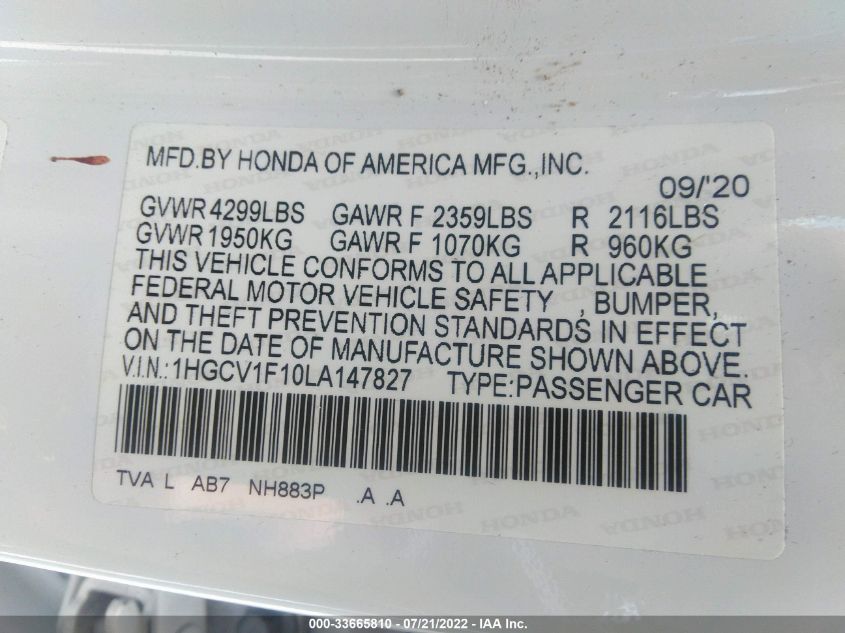 MFD.BY HONDA OF AMERICA MFG.,INC.
09/'20
GVWR 4299LBS GAWR F 2359LBS R 2116LBS
GVWR 1950KG GAWR F 1070KG R 960KG
THIS VEHICLE CONFORMS TO ALL APPLICABLE
FEDERAL MOTOR VEHICLE SAFETY , BUMPER,
AND THEFT PREVENTION STANDARDS IN EFFECT
ON THE DATE OF MANUFACTURE SHOWN ABOVE.
V.I.N.:1HGCV1F10LA147827 TYPE:PASSENGER CAR
TVA L AB7 NH883P .A .A
HONDA HONDA
000-33665810 - 07/21/2022 - IAA Inc.